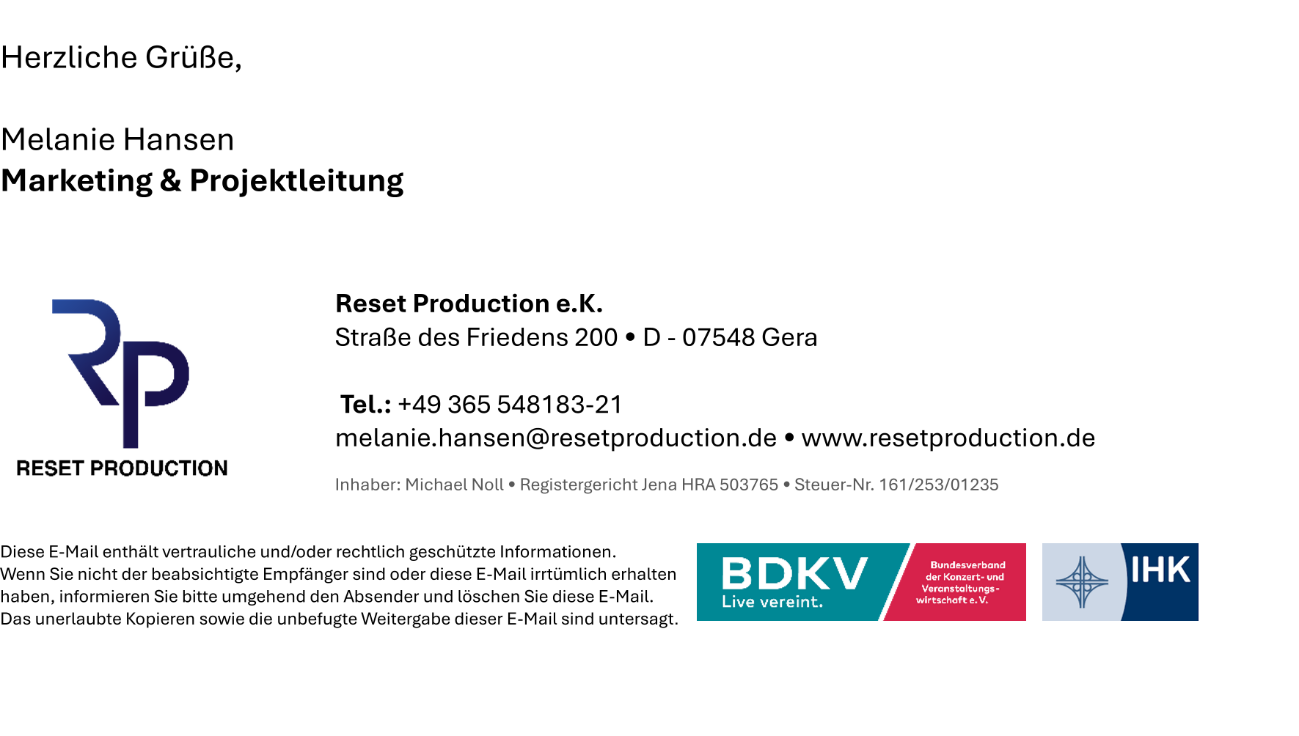 Herzliche Grüße,
Melanie Hansen
Marketing & Projektleitung
RP
RESET PRODUCTION
Reset Production e.K.
Straße des Friedens 200 • D - 07548 Gera
Tel.: +49 365 548183-21
melanie.hansen@resetproduction.de • www.resetproduction.de
Inhaber: Michael Noll • Registergericht Jena HRA 503765 • Steuer-Nr. 161/253/01235
Diese E-Mail enthält vertrauliche und/oder rechtlich geschützte Informationen.
Wenn Sie nicht der beabsichtigte Empfänger sind oder diese E-Mail irrtümlich erhalten
haben, informieren Sie bitte umgehend den Absender und löschen Sie diese E-Mail.
Das unerlaubte Kopieren sowie die unbefugte Weitergabe dieser E-Mail sind untersagt.
BDKV
Live vereint.
Bundesverband
der Konzert- und
Veranstaltungs-
wirtschaft e.V.
IHK